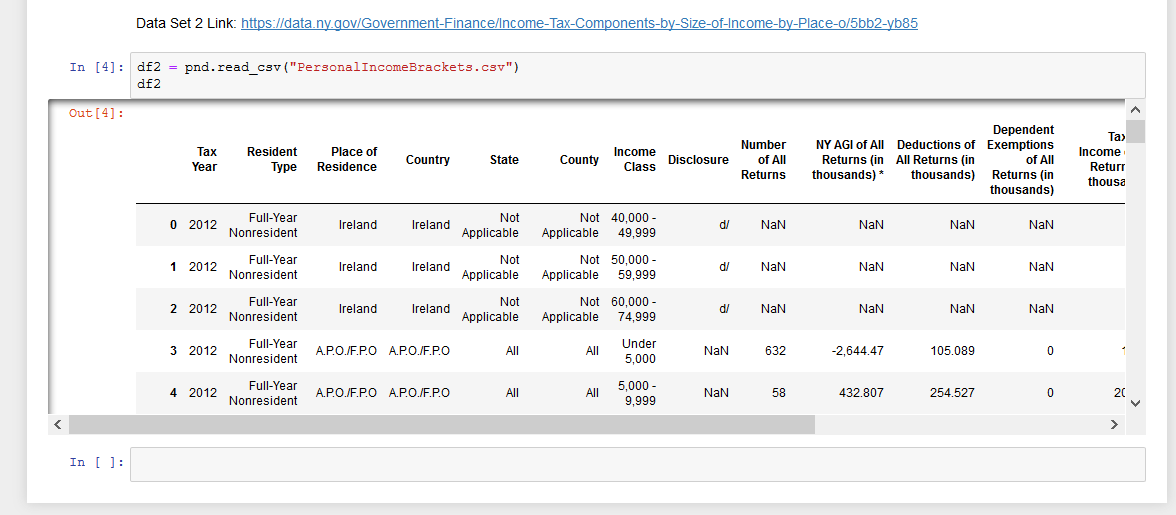 Data Set 2 Link: https://data.ny.gov/Government-Finance/Income-Tax-Components-by-Size-of-Income-by-Place-o/5bb2-yb85
In [4]: df2 = pnd.read_csv("PersonalIncomeBrackets.csv")
df2
Out[4]:
Tax Year Resident Type Place of Residence Country State County Income Class Disclosure Number of All Returns NY AGI of All Returns (in thousands) * Deductions of All Returns (in thousands) Dependent Exemptions of All Returns (in thousands) Tax Income Retur thousa
0 2012 Full-Year Nonresident Ireland Ireland Not Applicable Not Applicable 40,000 - 49,999 d/ NaN NaN NaN NaN
1 2012 Full-Year Nonresident Ireland Ireland Not Applicable Not Applicable 50,000 - 59,999 d/ NaN NaN NaN NaN
2 2012 Full-Year Nonresident Ireland Ireland Not Applicable Not Applicable 60,000 - 74,999 d/ NaN NaN NaN NaN
3 2012 Full-Year Nonresident A.P.O./F.P.O A.P.O./F.P.O All All Under 5,000 NaN 632 -2,644.47 105.089 0
4 2012 Full-Year Nonresident A.P.O./F.P.O A.P.O./F.P.O All All 5,000 - 9,999 NaN 58 432.807 254.527 0
In [ ]: